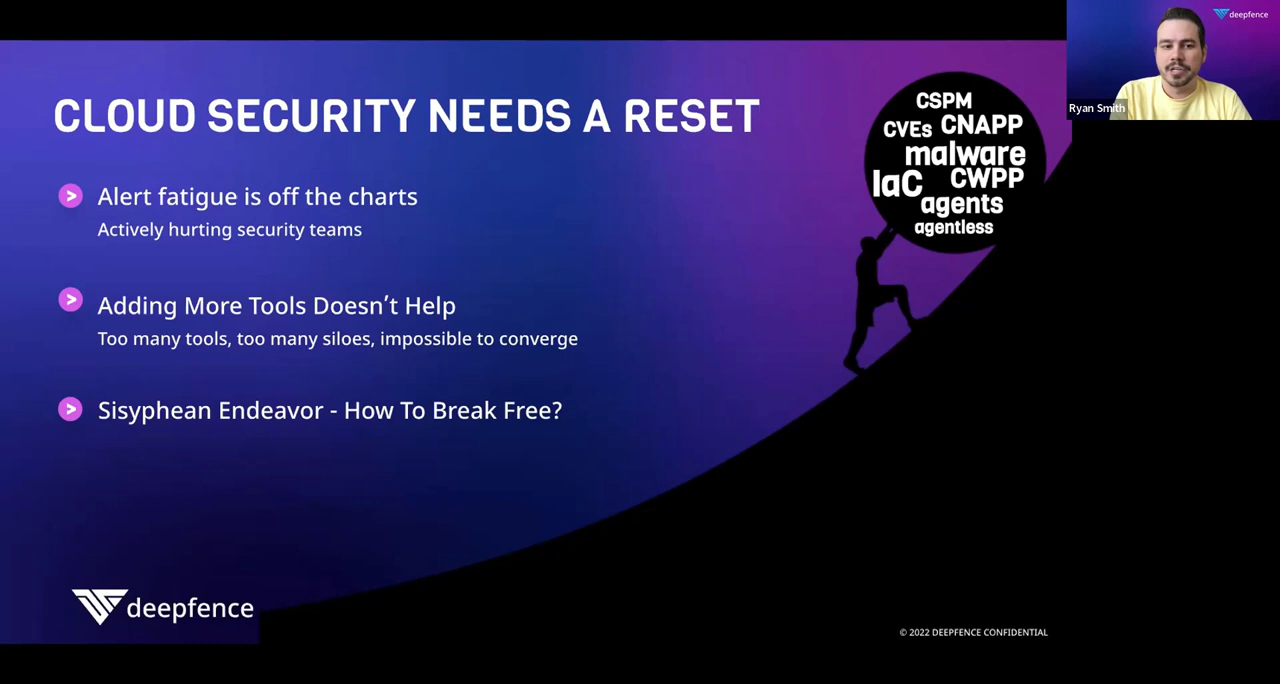 CLOUD SECURITY NEEDS A RESET
Alert fatigue is off the charts
Actively hurting security teams
Adding More Tools Doesn't Help
Too many tools, too many siloes, impossible to converge
Sisyphean Endeavor - How To Break Free?
CSPM
CVEs CNAPP
malware
IaC CWPP
agents
agentless
deepfence
© 2022 DEEPFENCE CONFIDENTIAL
deepfence
Ryan Smith